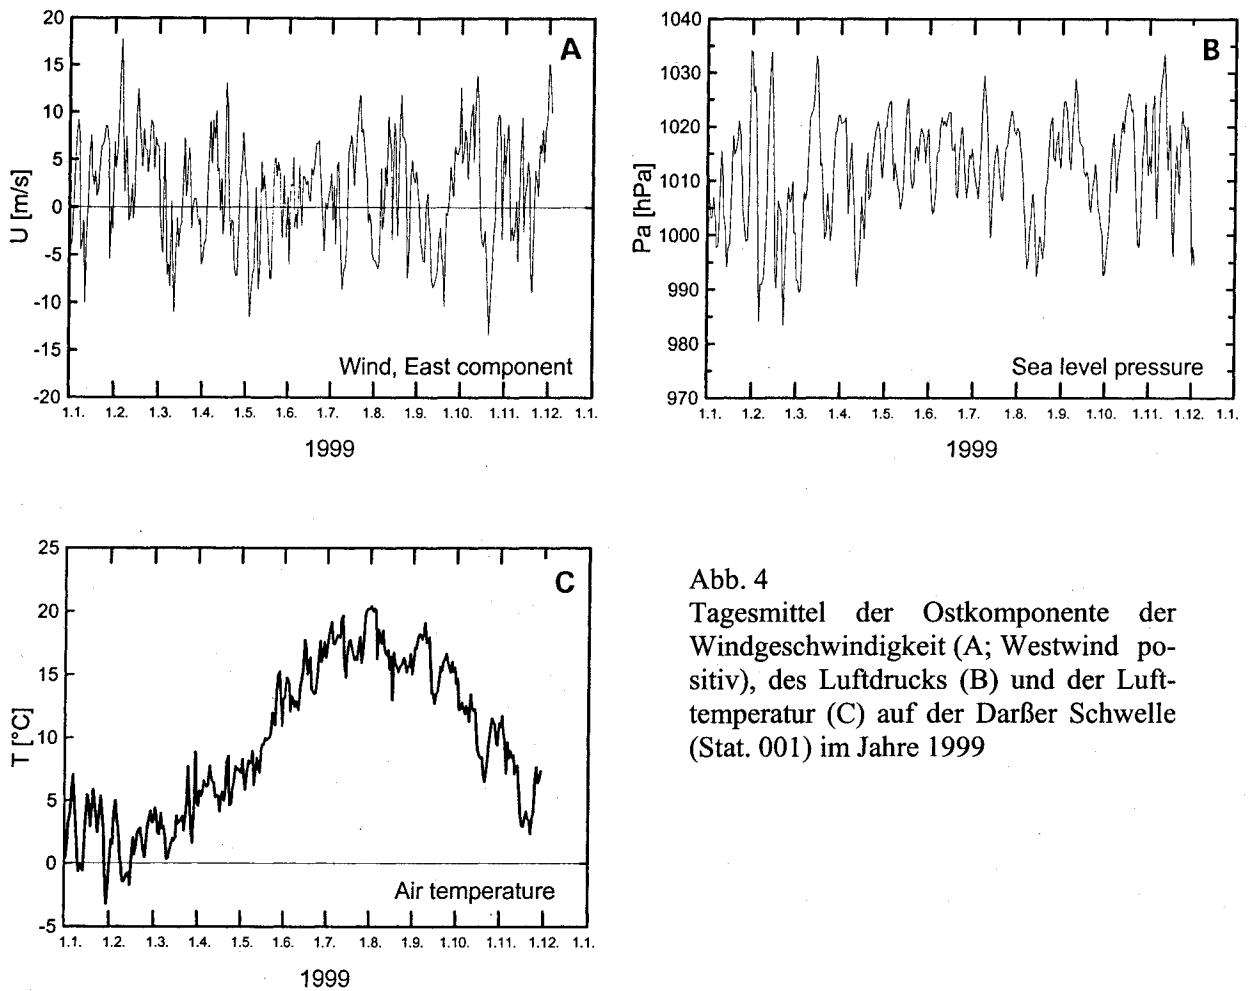 20
15
10
5
0
-5
-10
-15
-20
U [m/s]
A
Wind, East component
1.1. 1.2. 1.3. 1.4. 1.5. 1.6. 1.7. 1.8. 1.9. 1.10. 1.11. 1.12. 1.1.
1999
1040
1030
1020
1010
1000
990
980
970
Pa [hPa]
B
Sea level pressure
1.1. 1.2. 1.3. 1.4. 1.5. 1.6. 1.7. 1.8. 1.9. 1.10. 1.11. 1.12. 1.1.
1999
25
20
15
10
5
0
-5
T [°C]
C
Air temperature
1.1. 1.2. 1.3. 1.4. 1.5. 1.6. 1.7. 1.8. 1.9. 1.10. 1.11. 1.12. 1.1.
1999
Abb. 4
Tagesmittel der Ostkomponente der
Windgeschwindigkeit (A; Westwind po-
sitiv), des Luftdrucks (B) und der Luft-
temperatur (C) auf der Darßer Schwelle
(Stat. 001) im Jahre 1999